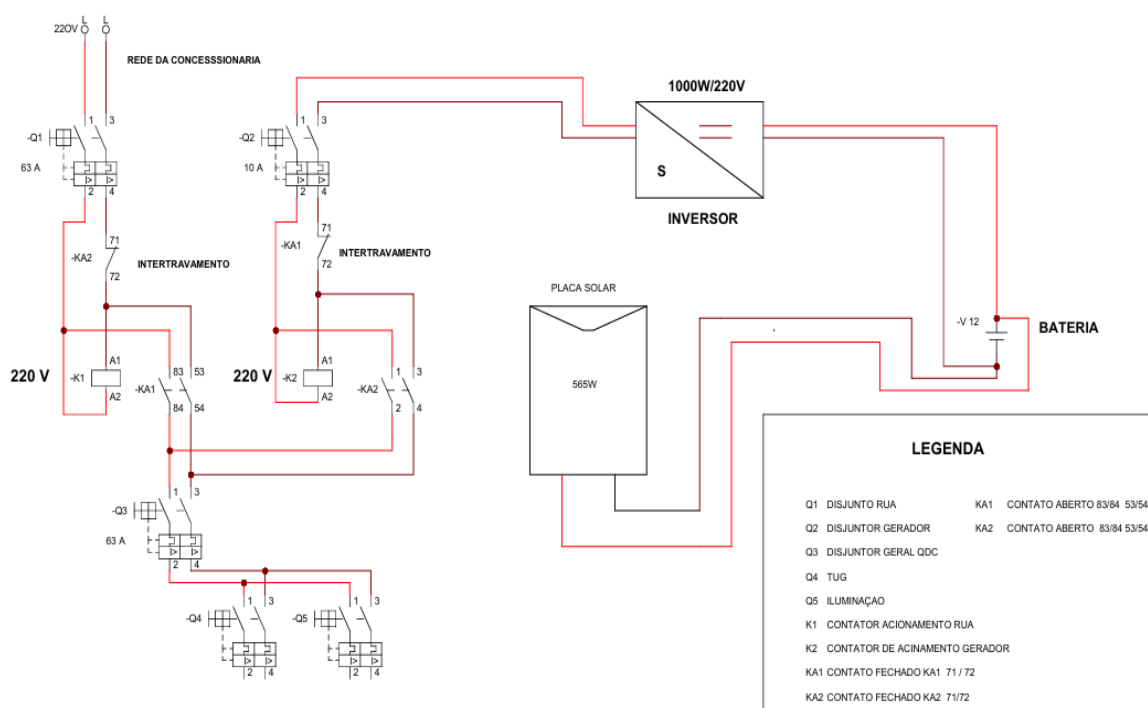 L L
220V
REDE DA CONCESSSIONARIA
1 3
-Q1
63 A
2 4
71
-KA2
72
INTERTRAVAMENTO
220 V
A1
-K1
A2
83 53
-KA1
84 54
1 3
-Q2
10 A
2 4
71
-KA1
72
INTERTRAVAMENTO
220 V
A1
-K2
A2
1 3
-KA2
2 4
1 3
-Q3
63 A
2 4
1 3
-Q4
2 4
1 3
-Q5
2 4
1000W/220V
S
INVERSOR
PLACA SOLAR
565W
-V 12
BATERIA
LEGENDA
Q1 DISJUNTO RUA
KA1 CONTATO ABERTO 83/84 53/54
Q2 DISJUNTOR GERADOR
KA2 CONTATO ABERTO 83/84 53/54
Q3 DISJUNTOR GERAL QDC
Q4 TUG
Q5 ILUMINAÇAO
K1 CONTATOR ACIONAMENTO RUA
K2 CONTATOR DE ACINAMENTO GERADOR
KA1 CONTATO FECHADO KA1 71 / 72
KA2 CONTATO FECHADO KA2 71/72